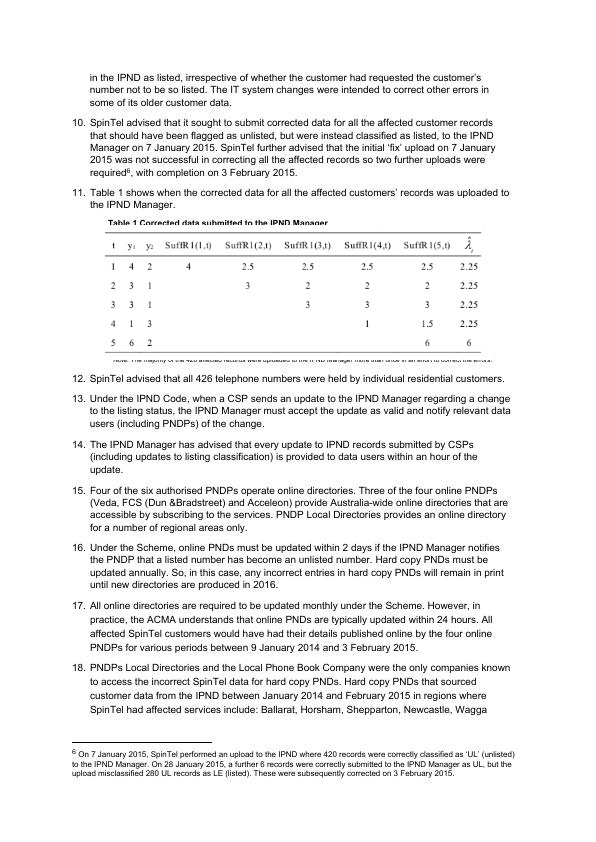 in the IPND as listed, irrespective of whether the customer had requested the customer's
number not to be so listed. The IT system changes were intended to correct other errors in
some of its older customer data.
10. SpinTel advised that it sought to submit corrected data for all the affected customer records
that should have been flagged as unlisted, but were instead classified as listed, to the IPND
Manager on 7 January 2015. SpinTel further advised that the initial 'fix' upload on 7 January
2015 was not successful in correcting all the affected records so two further uploads were
required6, with completion on 3 February 2015.
11. Table 1 shows when the corrected data for all the affected customers' records was uploaded to
the IPND Manager.
Table 1 Corrected data submitted to the IPND Manager
t y1 y2 SuffR1(1,t) SuffR1(2,t) SuffR1(3,t) SuffR1(4,t) SuffR1(5,t) λ̂t
1 4 2 4 2.5 2.5 2.5 2.5 2.25
2 3 1 3 2 2 2 2.25
3 3 1 3 3 3 2.25
4 1 3 1 1.5 2.25
5 6 2 6 6
Note: The majority of the 426 affected records were uploaded to the IPND Manager more than once in an effort to correct the errors.
12. SpinTel advised that all 426 telephone numbers were held by individual residential customers.
13. Under the IPND Code, when a CSP sends an update to the IPND Manager regarding a change
to the listing status, the IPND Manager must accept the update as valid and notify relevant data
users (including PNDPs) of the change.
14. The IPND Manager has advised that every update to IPND records submitted by CSPs
(including updates to listing classification) is provided to data users within an hour of the
update.
15. Four of the six authorised PNDPs operate online directories. Three of the four online PNDPs
(Veda, FCS (Dun &Bradstreet) and Acceleon) provide Australia-wide online directories that are
accessible by subscribing to the services. PNDP Local Directories provides an online directory
for a number of regional areas only.
16. Under the Scheme, online PNDs must be updated within 2 days if the IPND Manager notifies
the PNDP that a listed number has become an unlisted number. Hard copy PNDs must be
updated annually. So, in this case, any incorrect entries in hard copy PNDs will remain in print
until new directories are produced in 2016.
17. All online directories are required to be updated monthly under the Scheme. However, in
practice, the ACMA understands that online PNDs are typically updated within 24 hours. All
affected SpinTel customers would have had their details published online by the four online
PNDPs for various periods between 9 January 2014 and 3 February 2015.
18. PNDPs Local Directories and the Local Phone Book Company were the only companies known
to access the incorrect SpinTel data for hard copy PNDs. Hard copy PNDs that sourced
customer data from the IPND between January 2014 and February 2015 in regions where
SpinTel had affected services include: Ballarat, Horsham, Shepparton, Newcastle, Wagga
6 On 7 January 2015, SpinTel performed an upload to the IPND where 420 records were correctly classified as 'UL' (unlisted)
to the IPND Manager. On 28 January 2015, a further 6 records were correctly submitted to the IPND Manager as UL, but the
upload misclassified 280 UL records as LE (listed). These were subsequently corrected on 3 February 2015.